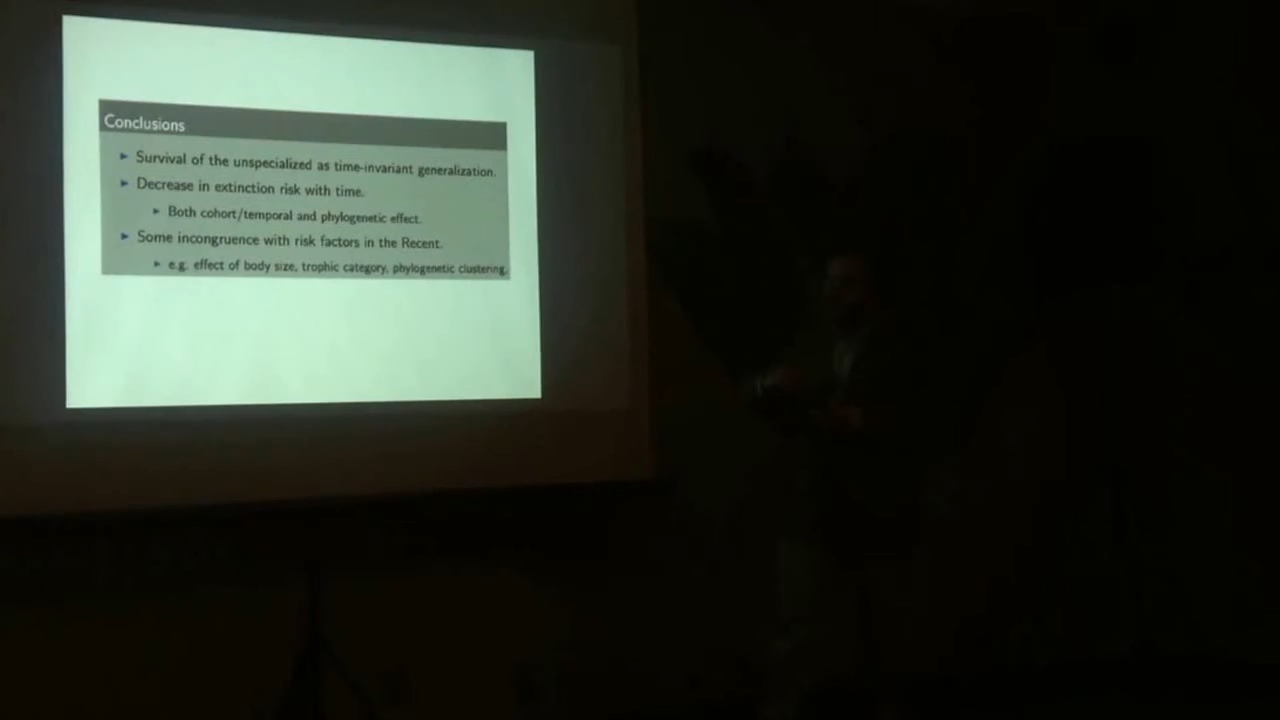 Conclusions
Survival of the unspecialized as time-invariant generalization.
Decrease in extinction risk with time.
Both cohort/temporal and phylogenetic effect.
Some incongruence with risk factors in the Recent.
e.g. effect of body size, trophic category, phylogenetic clustering.